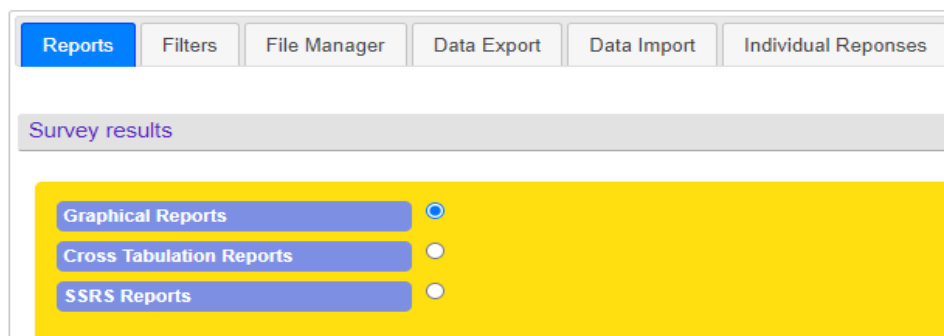 Reports Filters File Manager Data Export Data Import Individual Reponses
Survey results
Graphical Reports
Cross Tabulation Reports
SSRS Reports